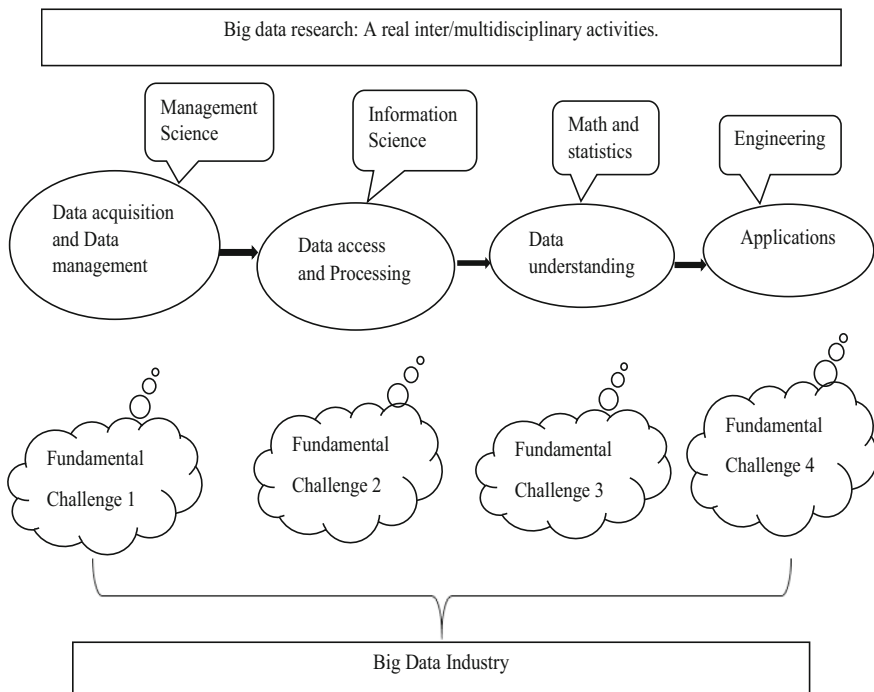 Big data research: A real inter/multidisciplinary activities.
Management
Science
Information
Science
Math and
statistics
Engineering
Data acquisition
and Data
management
Data access
and Processing
Data
understanding
Applications
Fundamental
Challenge 1
Fundamental
Challenge 2
Fundamental
Challenge 3
Fundamental
Challenge 4
Big Data Industry